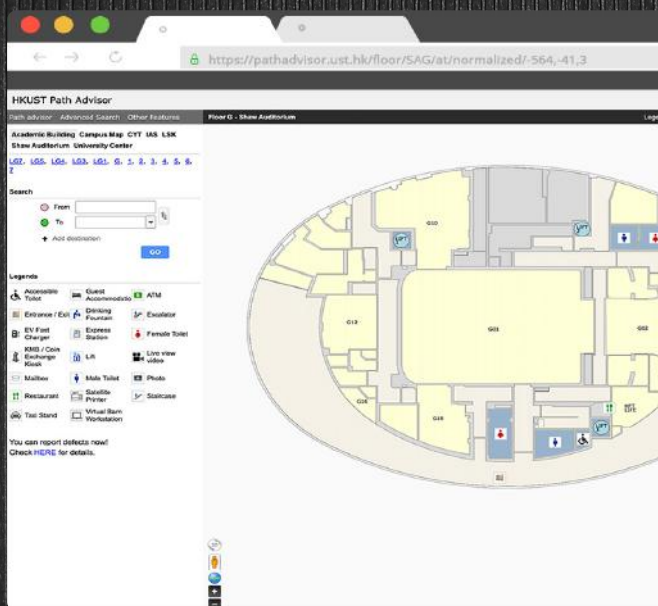 https://pathadvisor.ust.hk/floor/SAG/at/normalized/-564,-41,3
HKUST Path Advisor
Path advisor Advanced Search Other Features
Floor G - Shaw Auditorium
Academic Building Campus Map CYT IAS LSK
Shaw Auditorium University Center
LG7, LG5, LG4, LG3, LG1, G, 1, 2, 3, 4, 5, 6,
7
Search
From
To
+ Add destination
GO
Legends
Accessible Toilet
Guest Accommodatio
ATM
Entrance / Exit
Drinking Fountain
Escalator
EV Fast Charger
Express Station
Female Toilet
KMB / Coin Exchange Kiosk
Lift
Live view video
Mailbox
Male Toilet
Photo
Restaurant
Satellite Printer
Staircase
Taxi Stand
Virtual Barn Workstation
You can report defects now!
Check HERE for details.
G10
LIFT
LIFT
G13
G01
G02
G16
LIFT